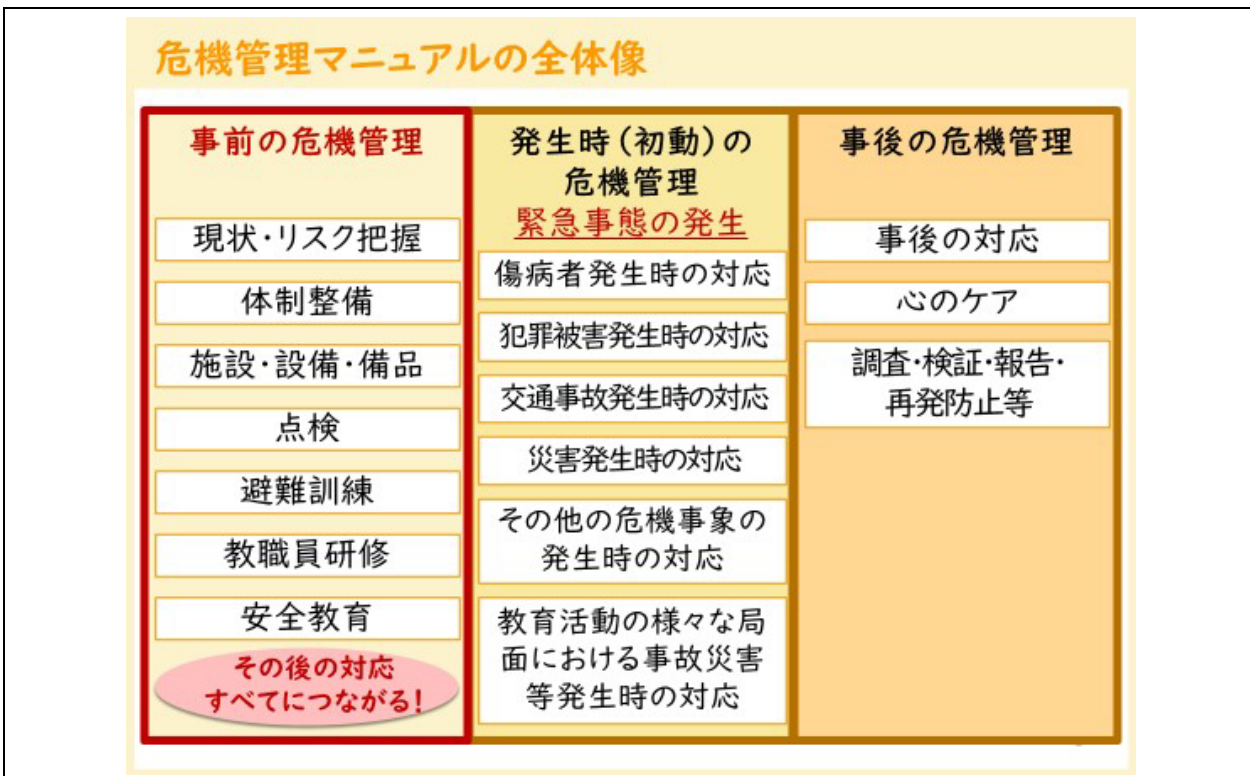 危機管理マニュアルの全体像
事前の危機管理
現状・リスク把握
体制整備
施設・設備・備品
点検
避難訓練
教職員研修
安全教育
その後の対応
すべてにつながる!
発生時(初動)の
危機管理
緊急事態の発生
傷病者発生時の対応
犯罪被害発生時の対応
交通事故発生時の対応
災害発生時の対応
その他の危機事象の
発生時の対応
教育活動の様々な局
面における事故災害
等発生時の対応
事後の危機管理
事後の対応
心のケア
調査・検証・報告・
再発防止等